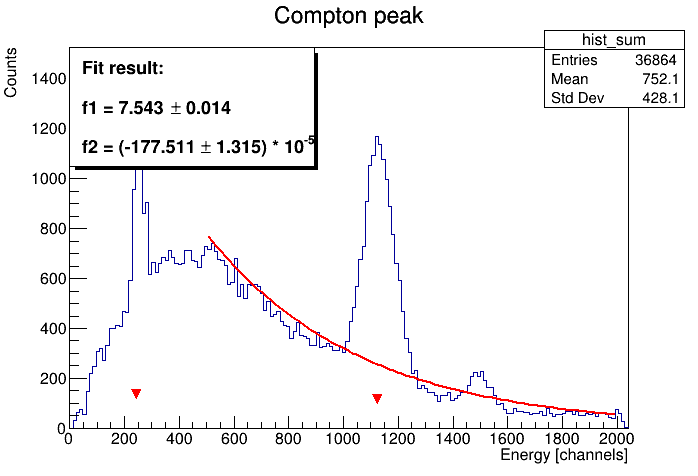 Compton peak
hist_sum
Entries 36864
Mean 752.1
Std Dev 428.1
Counts
Fit result:
f1 = 7.543 ± 0.014
f2 = (-177.511 ± 1.315) * 10^-5
1400
1200
1000
800
600
400
200
0
0 200 400 600 800 1000 1200 1400 1600 1800 2000
Energy [channels]